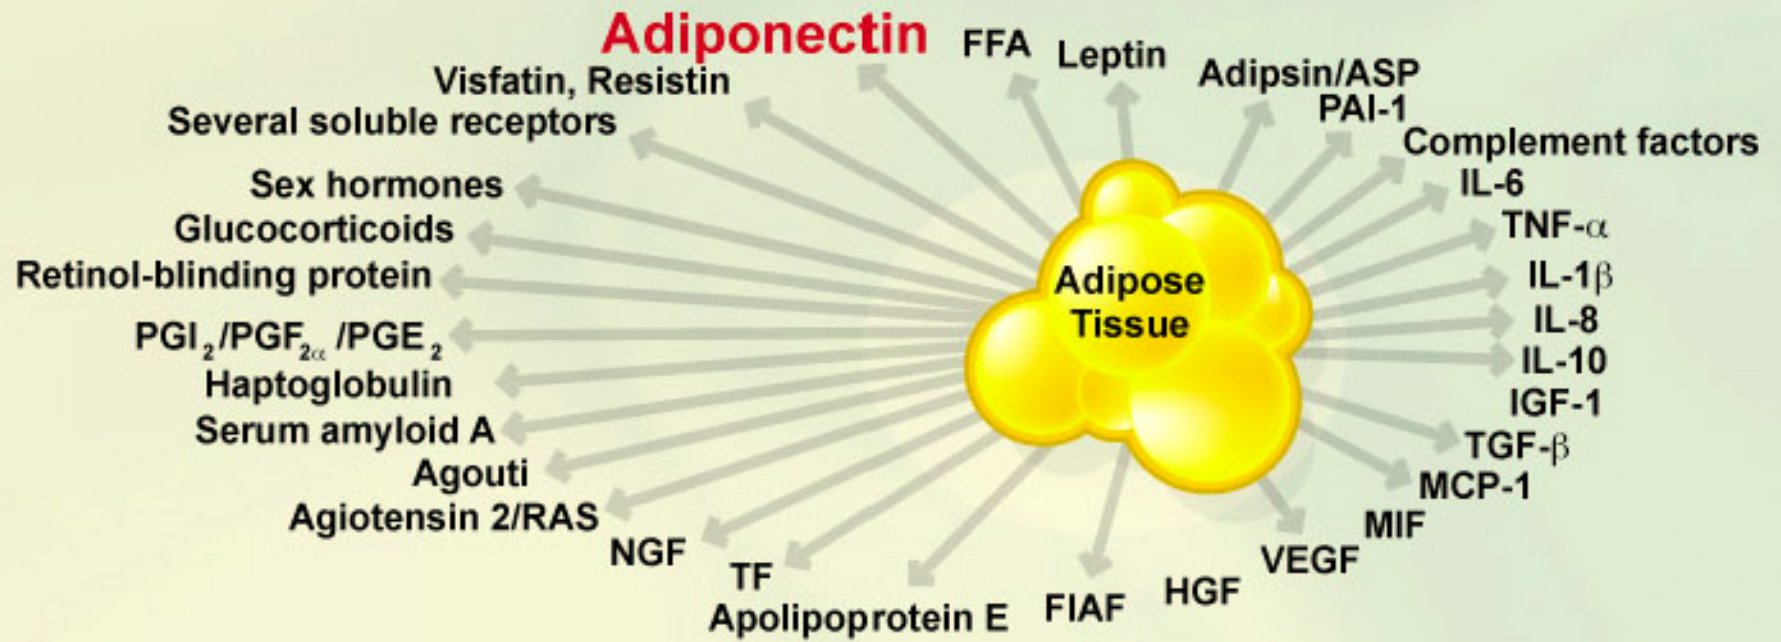 Adiponectin
FFA
Leptin
Adipsin/ASP
PAI-1
Complement factors
IL-6
TNF-α
IL-1β
IL-8
IL-10
IGF-1
TGF-β
MCP-1
MIF
VEGF
HGF
FIAF
Apolipoprotein E
TF
NGF
Agiotensin 2/RAS
Agouti
Serum amyloid A
Haptoglobulin
PGI₂/PGF₂α /PGE₂
Retinol-blinding protein
Glucocorticoids
Sex hormones
Several soluble receptors
Visfatin, Resistin
Adipose
Tissue